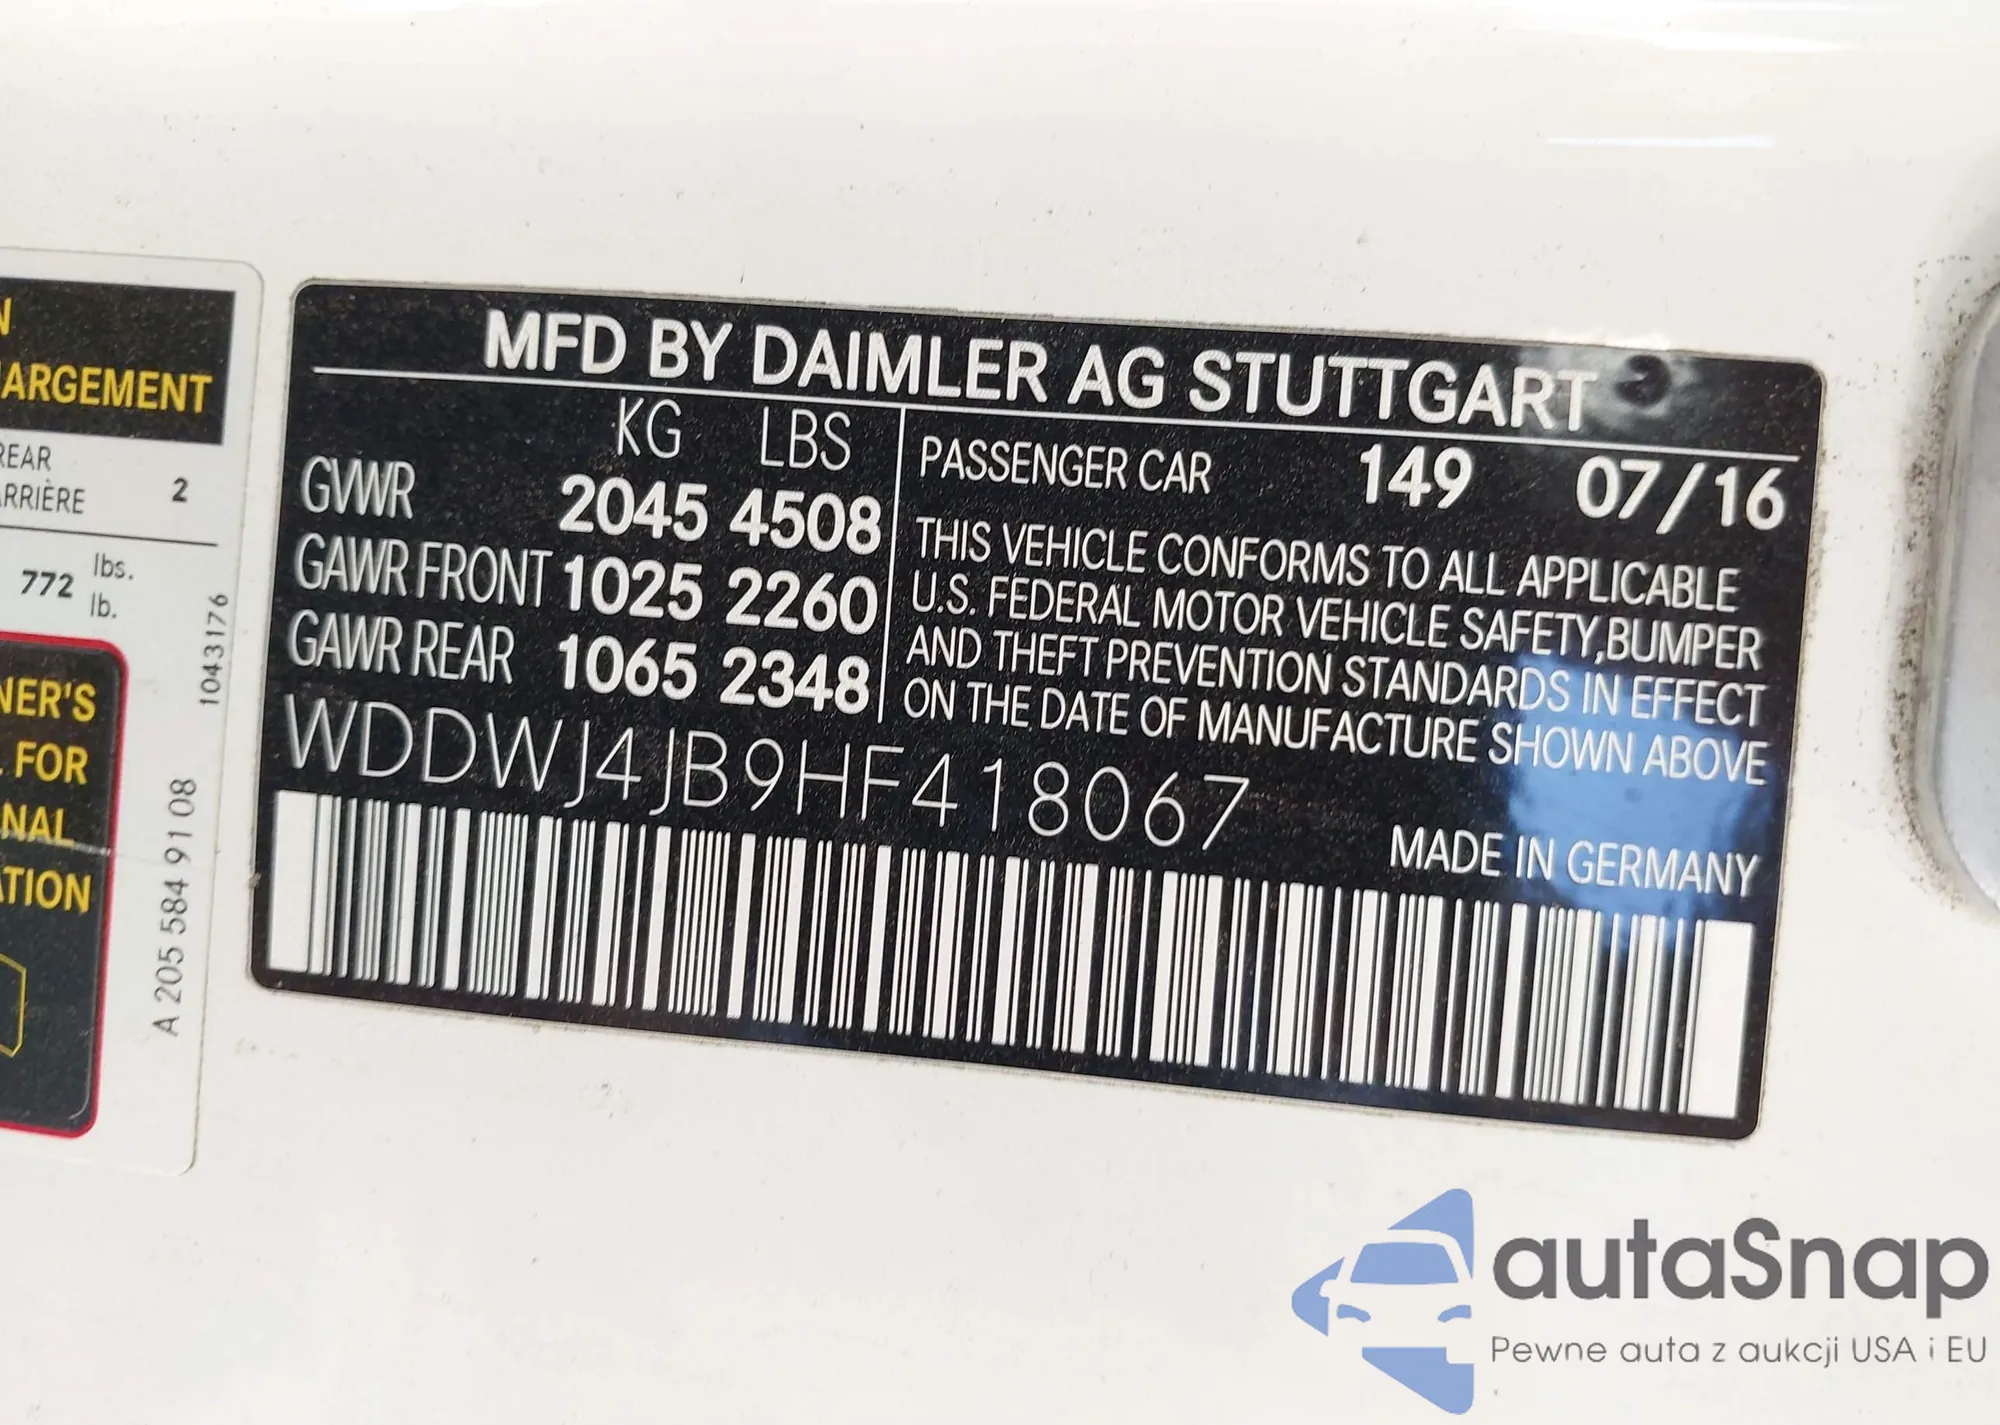 N
ARGEMENT
REAR
ARRIÈRE
2
772 lbs.
lb.
NER'S
FOR
NAL
ATION
1043176
A 205 584 91 08
MFD BY DAIMLER AG STUTTGART
KG LBS
GVWR 2045 4508
GAWR FRONT 1025 2260
GAWR REAR 1065 2348
PASSENGER CAR 149 07/16
THIS VEHICLE CONFORMS TO ALL APPLICABLE
U.S. FEDERAL MOTOR VEHICLE SAFETY,BUMPER
AND THEFT PREVENTION STANDARDS IN EFFECT
ON THE DATE OF MANUFACTURE SHOWN ABOVE
WDDWJ4JB9HF418067
MADE IN GERMANY
autaSnap
Pewne auta z aukcji USA i EU